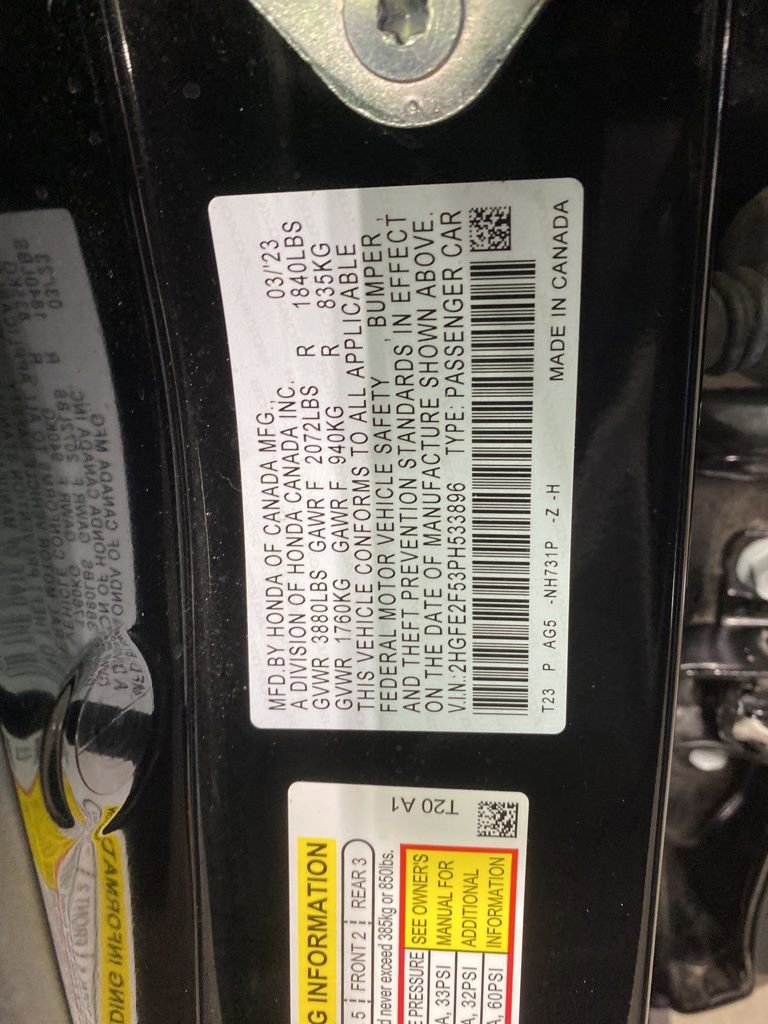 MFD.BY HONDA OF CANADA MFG., 03/'23
A DIVISION OF HONDA CANADA INC.
GVWR 3880LBS GAWR F 2072LBS R 1840LBS
GVWR 1760KG GAWR F 940KG R 835KG
THIS VEHICLE CONFORMS TO ALL APPLICABLE
FEDERAL MOTOR VEHICLE SAFETY , BUMPER ,
AND THEFT PREVENTION STANDARDS IN EFFECT
ON THE DATE OF MANUFACTURE SHOWN ABOVE.
V.I.N.:2HGFE2F53PH533896 TYPE: PASSENGER CAR
T23 P AG5 -NH731P -Z -H MADE IN CANADA
T20 A1
G INFORMATION
5 FRONT 2 REAR 3
d never exceed 385kg or 850lbs.
E PRESSURE SEE OWNER'S
A, 33PSI MANUAL FOR
A, 32PSI ADDITIONAL
A, 60PSI INFORMATION